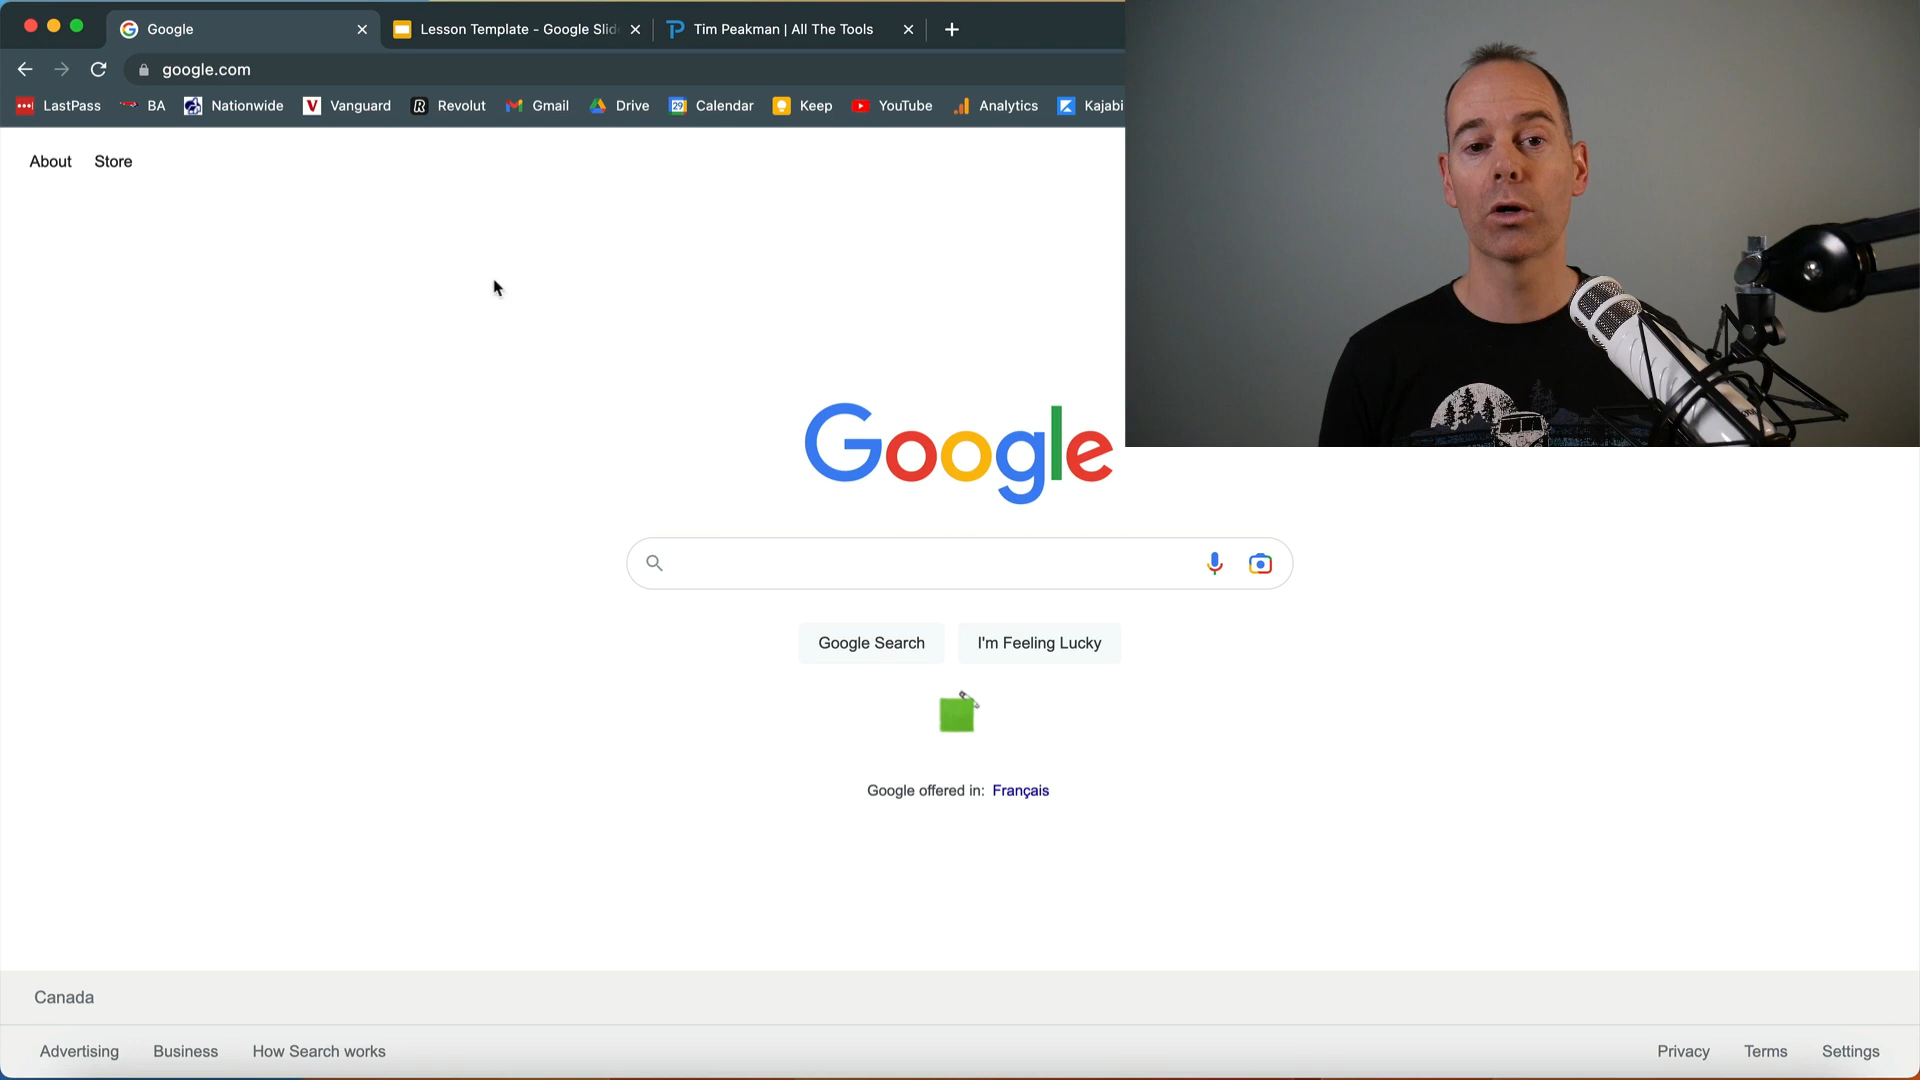 Google
Lesson Template - Google Slid
Tim Peakman | All The Tools
google.com
LastPass BA Nationwide Vanguard Revolut Gmail Drive Calendar Keep YouTube Analytics Kajabi
29
About Store
Google
Google Search I'm Feeling Lucky
Google offered in: Français
Canada
Advertising Business How Search works Privacy Terms Settings